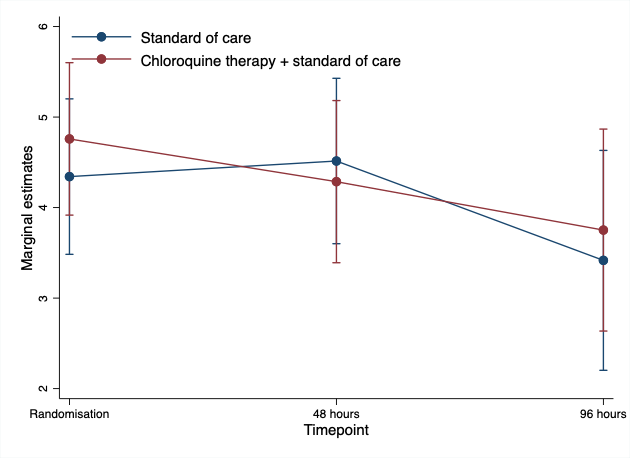 6
Standard of care
Chloroquine therapy + standard of care
5
4
3
2
Marginal estimates
Randomisation
48 hours
96 hours
Timepoint